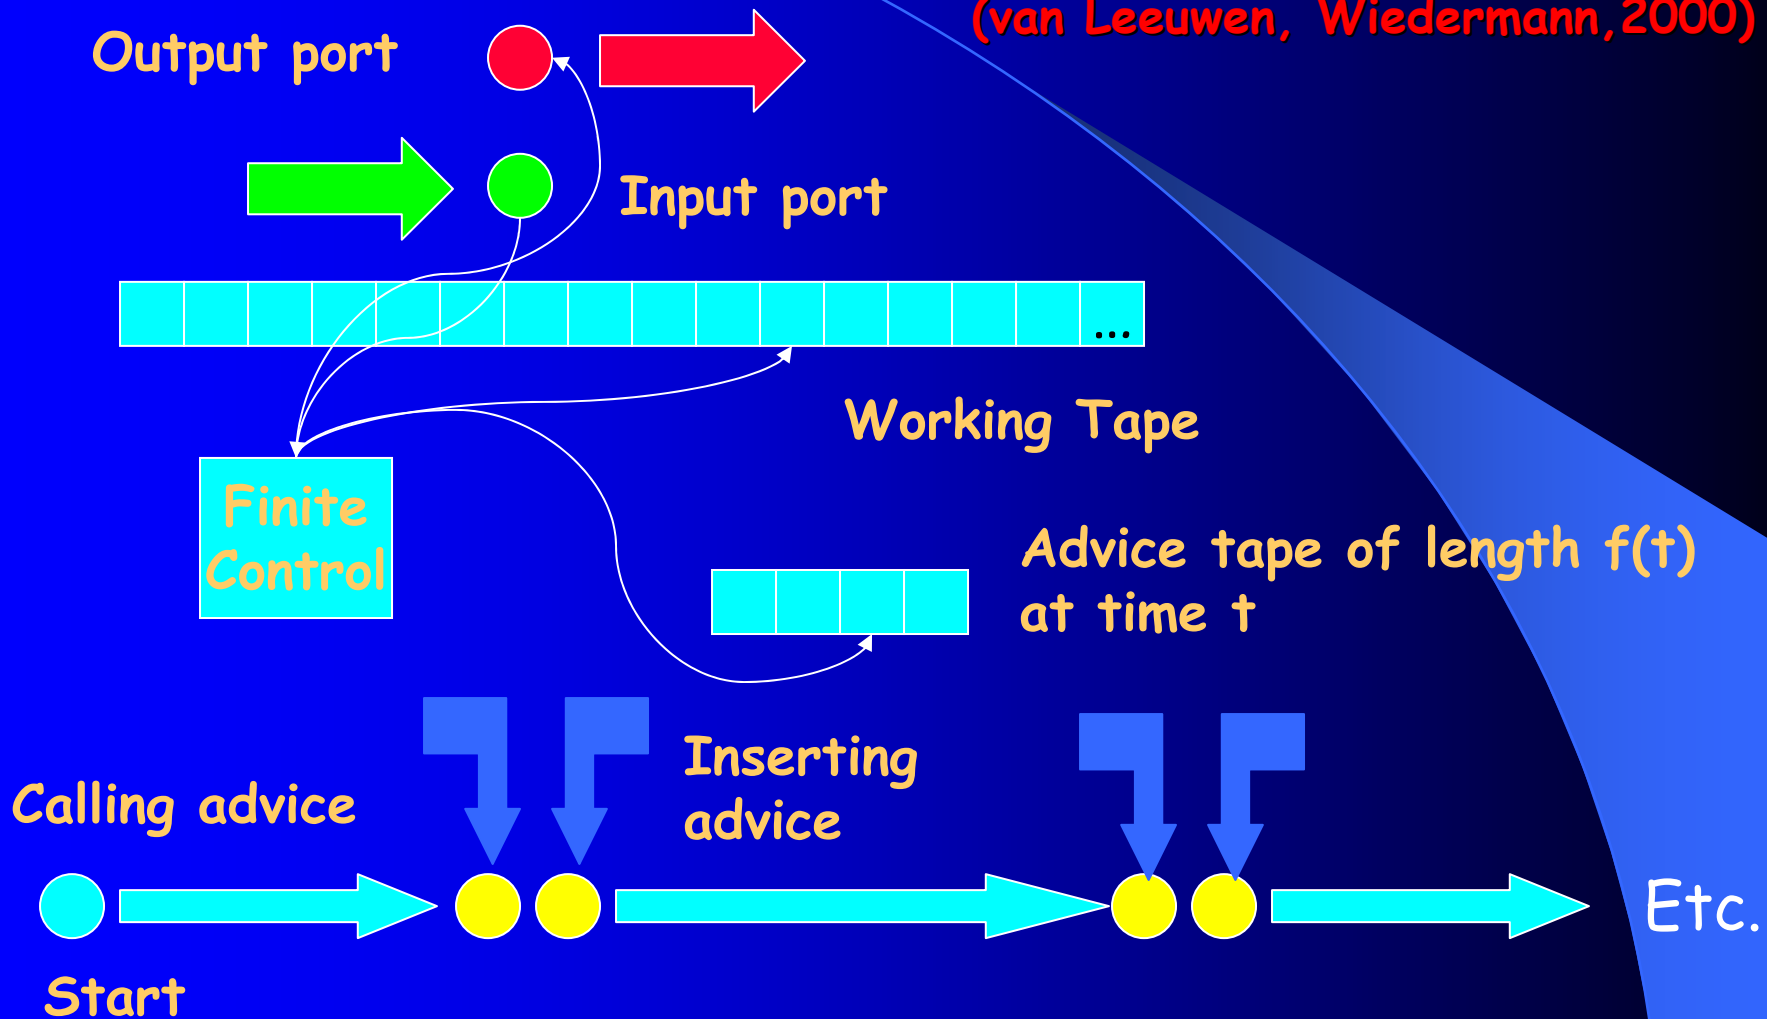 (van Leeuwen, Wiedermann,2000)
Output port
Input port
...
Working Tape
Finite
Control
Advice tape of length f(t)
at time t
Inserting
advice
Calling advice
Etc.
Start